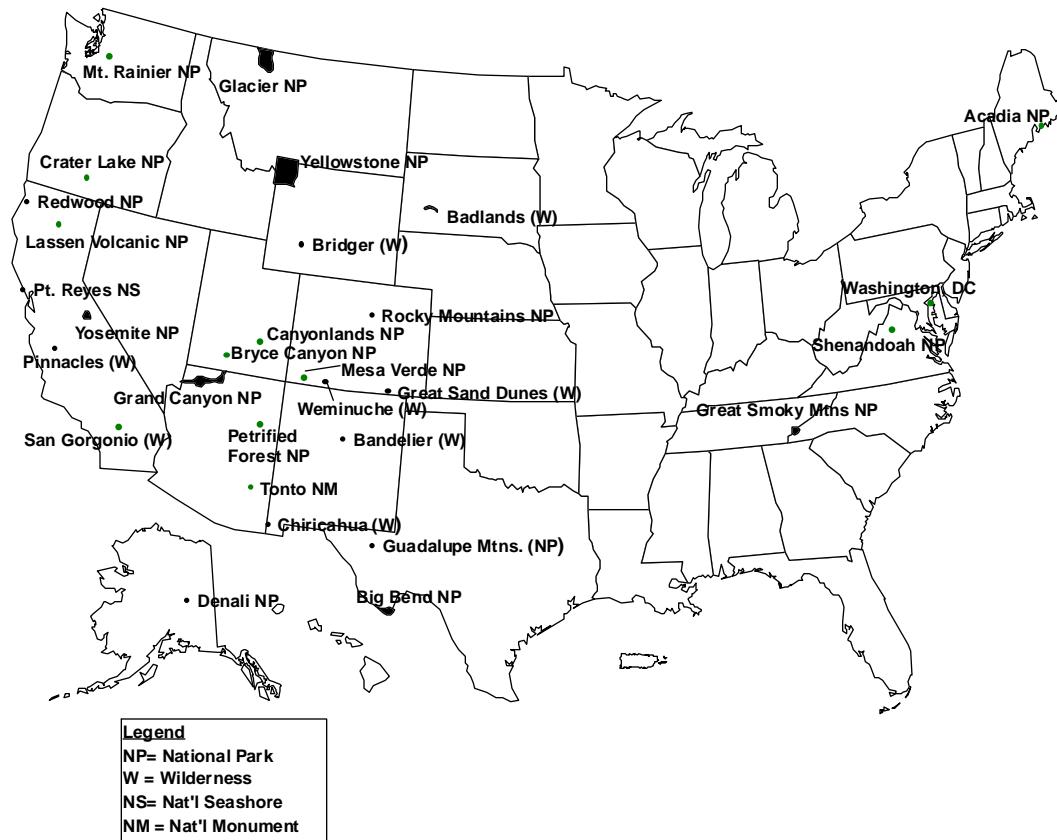 Mt. Rainier NP
Glacier NP
Acadia NP
Crater Lake NP
Yellowstone NP
Redwood NP
Badlands (W)
Lassen Volcanic NP
Bridger (W)
Pt. Reyes NS
Washington, DC
Rocky Mountains NP
Yosemite NP
Canyonlands NP
Shenandoah NP
Pinnacles (W)
Bryce Canyon NP
Mesa Verde NP
Grand Canyon NP
Great Sand Dunes (W)
Weminuche (W)
Great Smoky Mtns NP
San Gorgonio (W)
Petrified
Forest NP
Bandelier (W)
Tonto NM
Chiricahua (W)
Guadalupe Mtns. (NP)
Denali NP
Big Bend NP
Legend
NP= National Park
W = Wilderness
NS= Nat'l Seashore
NM = Nat'l Monument